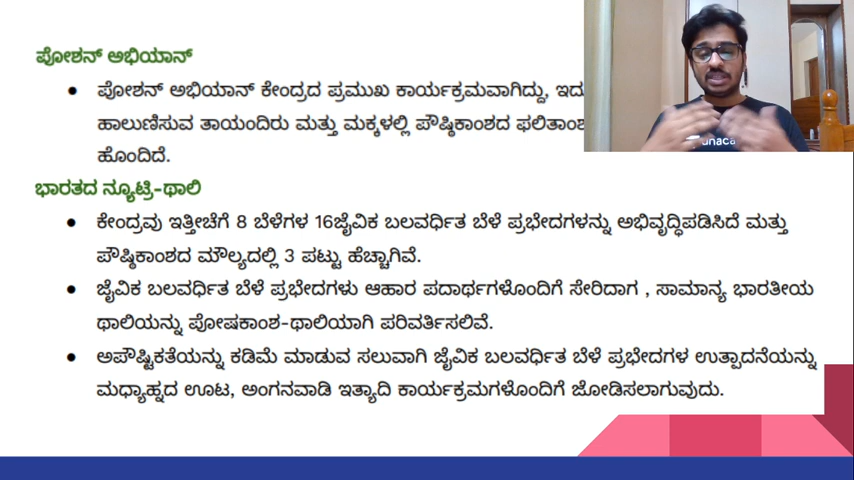 ಪೋಶನ್ ಅಭಿಯಾನ್
• ಪೋಶನ್ ಅಭಿಯಾನ್ ಕೇಂದ್ರದ ಪ್ರಮುಖ ಕಾರ್ಯಕ್ರಮವಾಗಿದ್ದು, ಇದು
ಹಾಲುಣಿಸುವ ತಾಯಂದಿರು ಮತ್ತು ಮಕ್ಕಳಲ್ಲಿ ಪೌಷ್ಠಿಕಾಂಶದ
ಹೊಂದಿದೆ.
ಭಾರತದ ನ್ಯೂಟ್ರಿ-ಥಾಲಿ
• ಕೇಂದ್ರವು ಇತ್ತೀಚೆಗೆ 8 ಬೆಳೆಗಳ 16ಜೈವಿಕ ಬಲವರ್ಧಿತ ಬೆಳೆ ಪ್ರಭೇದಗಳನ್ನು ಅಭಿವೃದ್ಧಿಪಡಿಸಿದೆ ಮತ್ತು
ಪೌಷ್ಠಿಕಾಂಶದ ಮೌಲ್ಯದಲ್ಲಿ 3 ಪಟ್ಟು ಹೆಚ್ಚಾಗಿವೆ.
• ಜೈವಿಕ ಬಲವರ್ಧಿತ ಬೆಳೆ ಪ್ರಭೇದಗಳು ಆಹಾರ ಪದಾರ್ಥಗಳೊಂದಿಗೆ ಸೇರಿದಾಗ , ಸಾಮಾನ್ಯ ಭಾರತೀಯ
ಥಾಲಿಯನ್ನು ಪೋಷಕಾಂಶ-ಥಾಲಿಯಾಗಿ ಪರಿವರ್ತಿಸಲಿವೆ.
• ಅಪೌಷ್ಟಿಕತೆಯನ್ನು ಕಡಿಮೆ ಮಾಡುವ ಸಲುವಾಗಿ ಜೈವಿಕ ಬಲವರ್ಧಿತ ಬೆಳೆ ಪ್ರಭೇದಗಳ ಉತ್ಪಾದನೆಯನ್ನು
ಮಧ್ಯಾಹ್ನದ ಊಟ, ಅಂಗನವಾಡಿ ಇತ್ಯಾದಿ ಕಾರ್ಯಕ್ರಮಗಳೊಂದಿಗೆ ಜೋಡಿಸಲಾಗುವುದು.